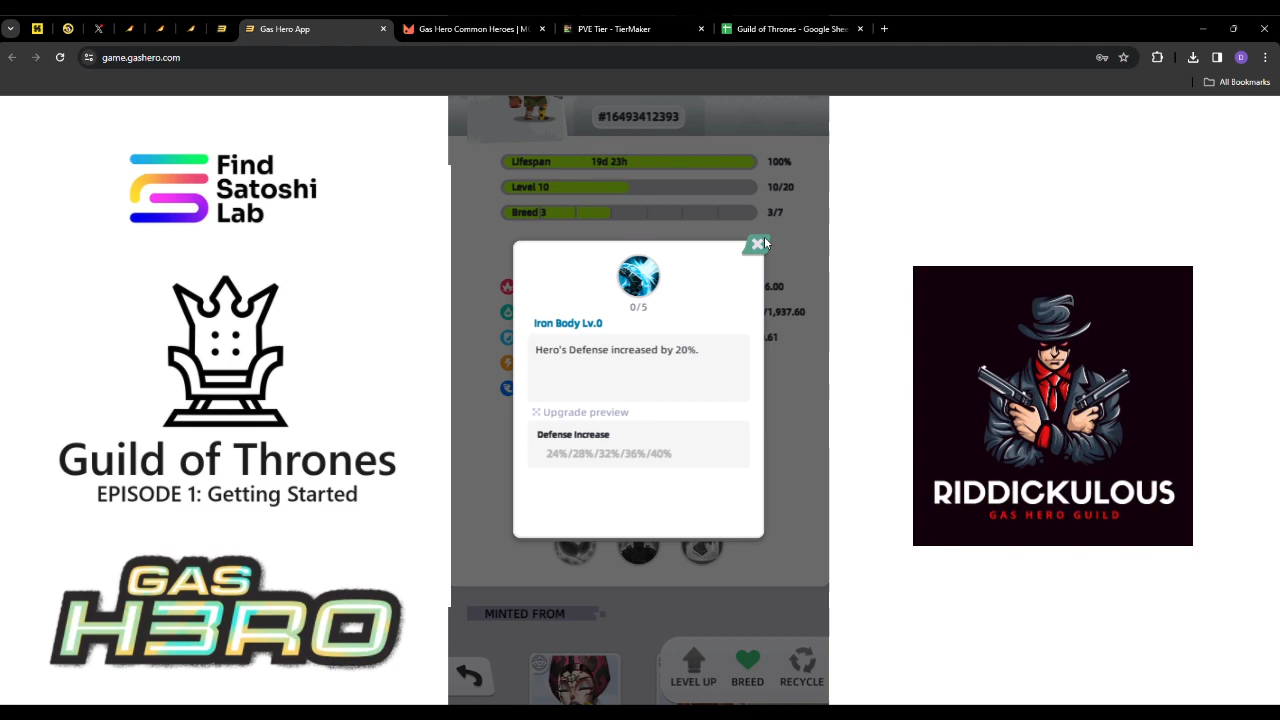 Gas Hero App
Gas Hero Common Heroes | MO
PVE Tier - TierMaker
Guild of Thrones - Google Shee
game.gashero.com
All Bookmarks
Find
Satoshi
Lab
Guild of Thrones
EPISODE 1: Getting Started
GAS
H3RO
#16493412393
Lifespan 19d 23h 100%
Level 10 10/20
Breed 3 3/7
6.00
/1,937.60
.61
0/5
Iron Body Lv.0
Hero's Defense increased by 20%.
Upgrade preview
Defense Increase
24%/28%/32%/36%/40%
MINTED FROM
LEVEL UP
BREED
RECYCLE
RIDDICKULOUS
GAS HERO GUILD